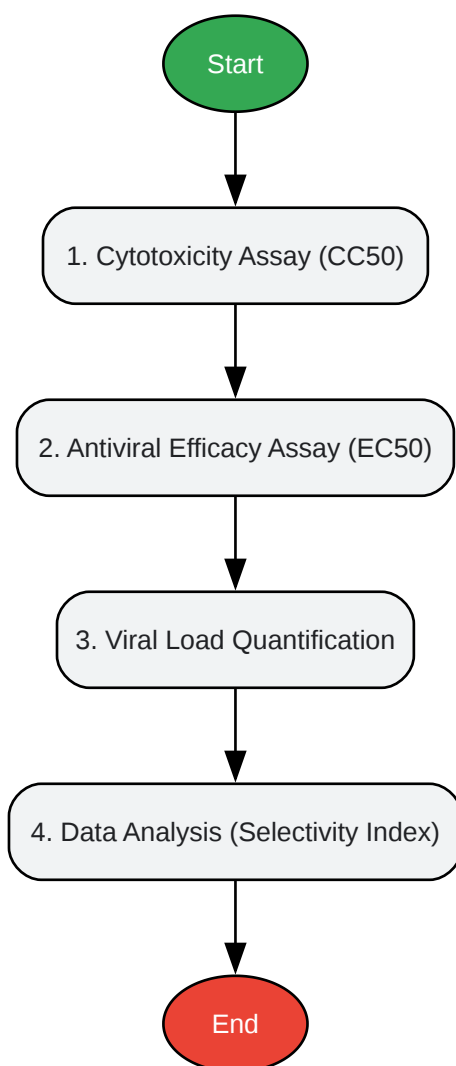 Start
1. Cytotoxicity Assay (CC50)
2. Antiviral Efficacy Assay (EC50)
3. Viral Load Quantification
4. Data Analysis (Selectivity Index)
End